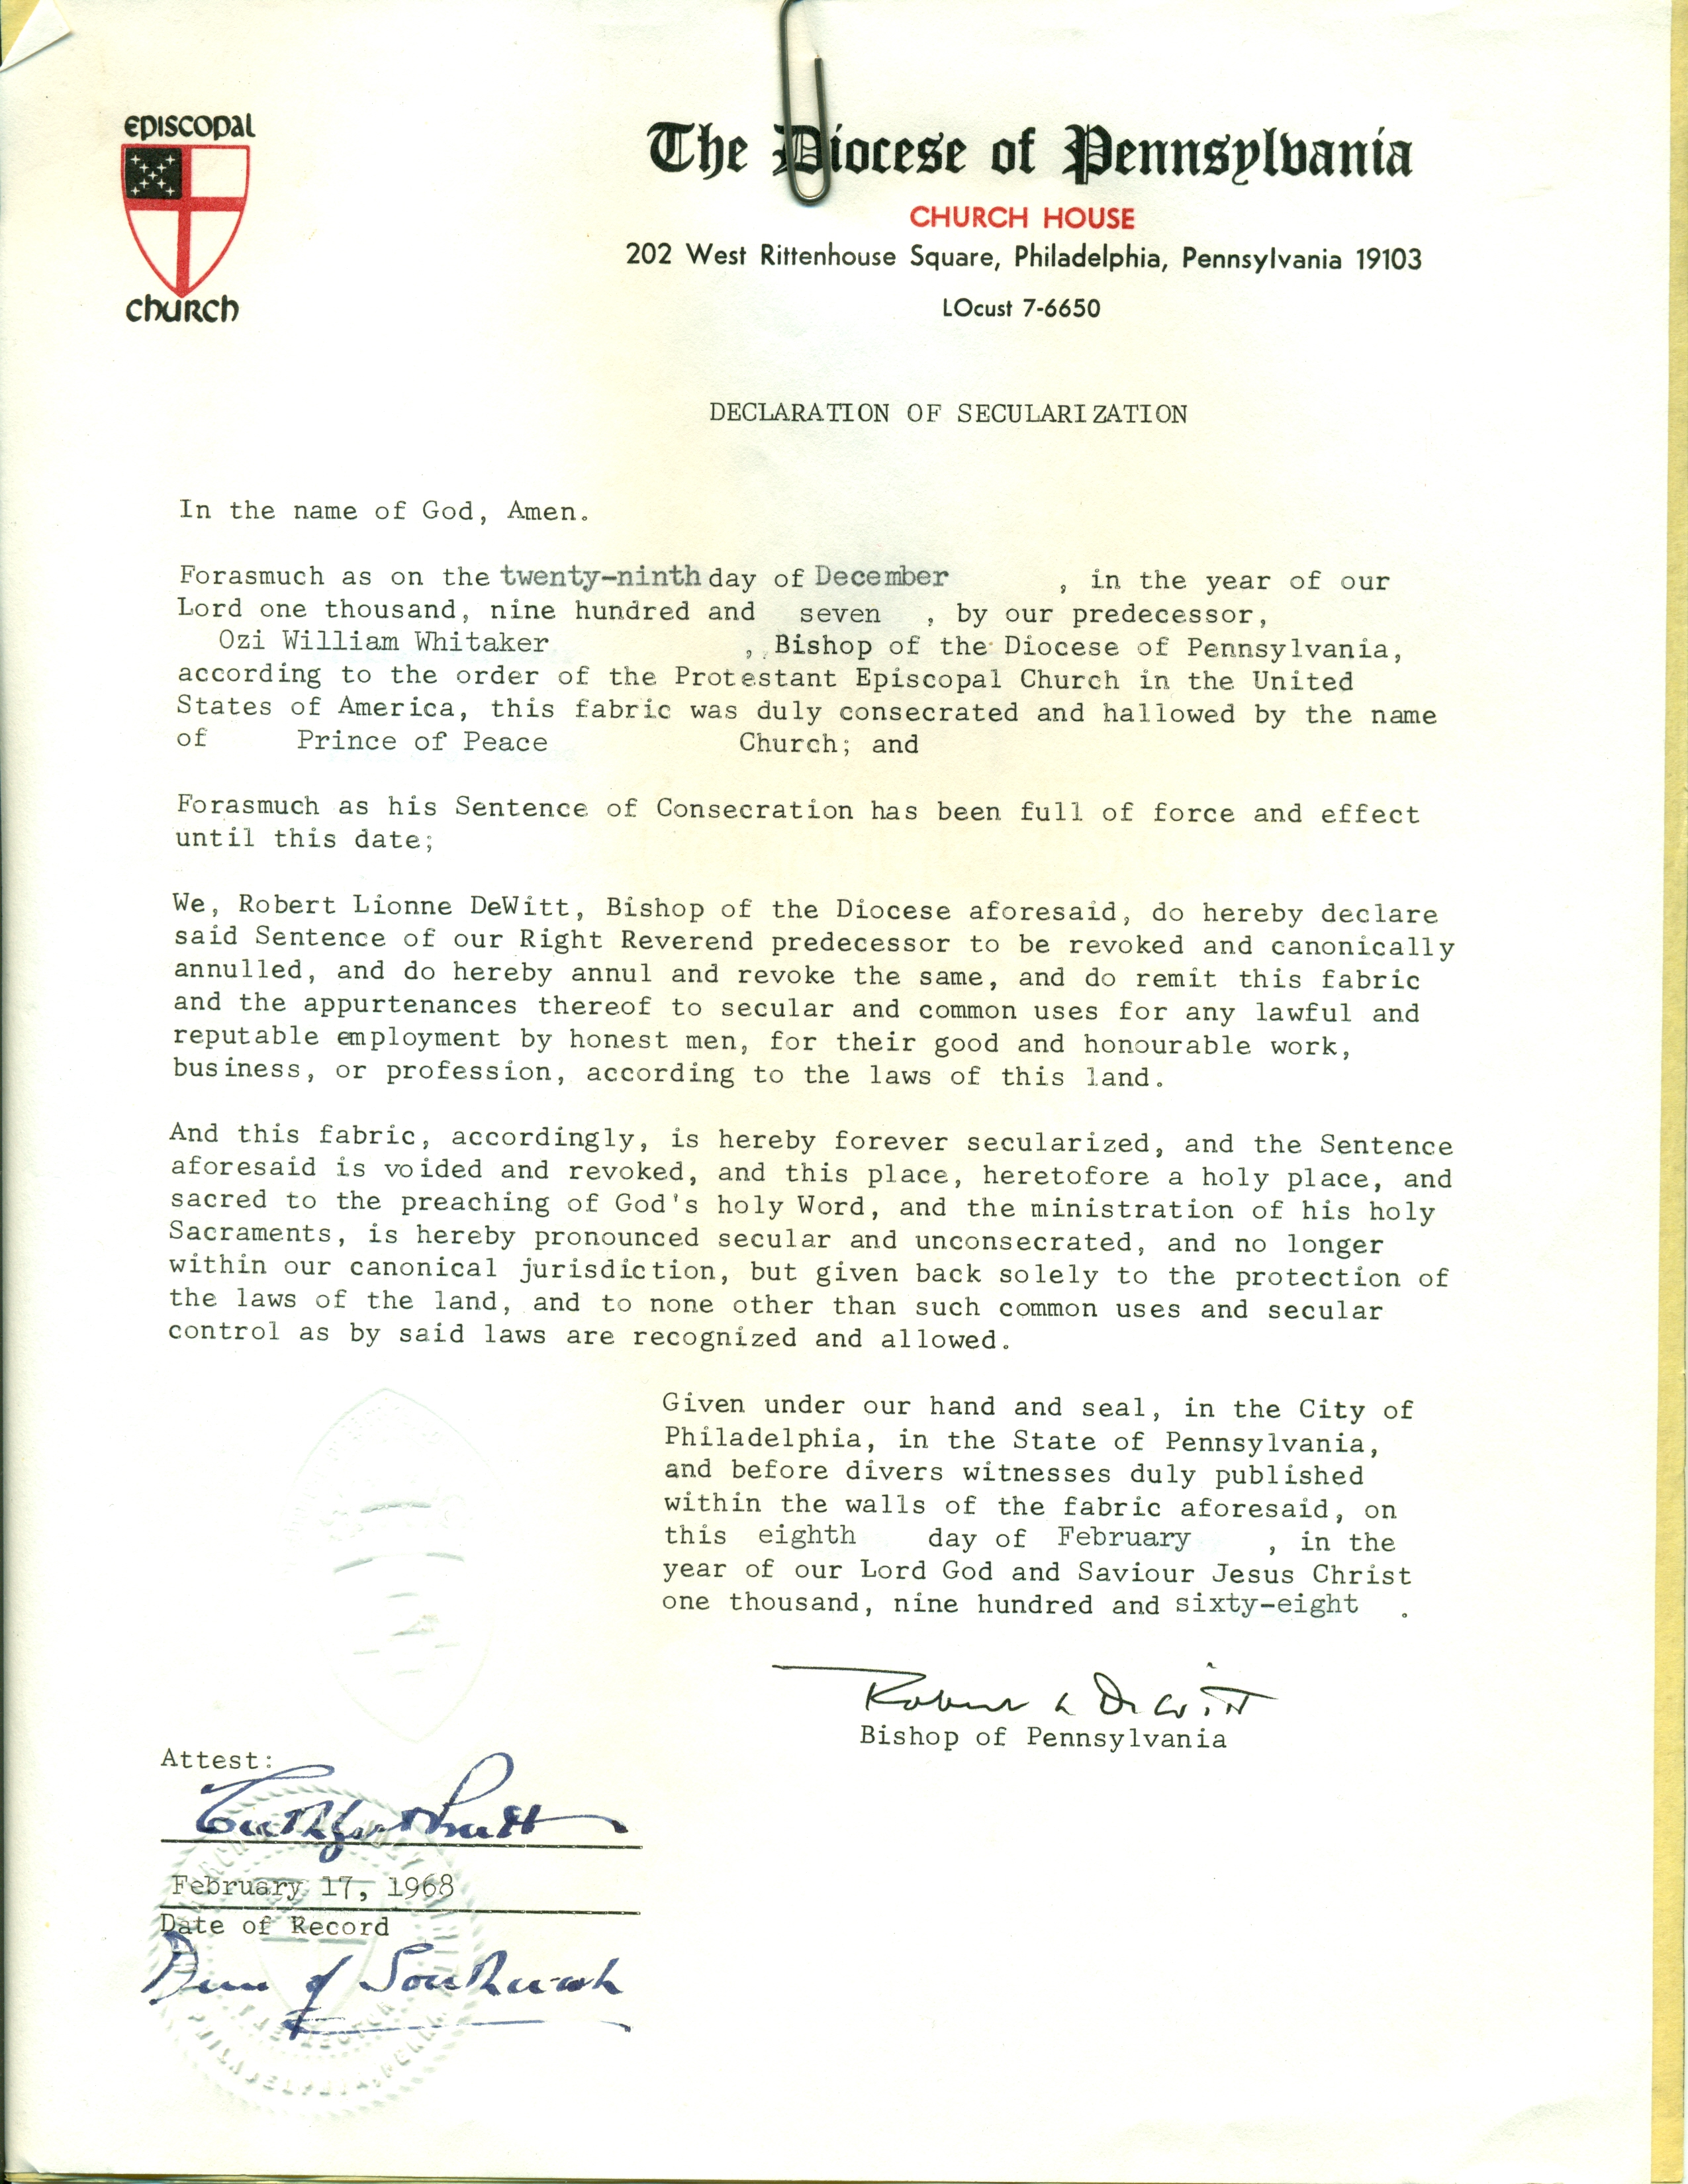 EPISCOPAL
CHURCH
The Diocese of Pennsylvania
CHURCH HOUSE
202 West Rittenhouse Square, Philadelphia, Pennsylvania 19103
LOcust 7-6650
DECLARATION OF SECULARIZATION
In the name of God, Amen.
Forasmuch as on the twenty-ninth day of December , in the year of our
Lord one thousand, nine hundred and seven , by our predecessor,
Ozi William Whitaker , Bishop of the Diocese of Pennsylvania,
according to the order of the Protestant Episcopal Church in the United
States of America, this fabric was duly consecrated and hallowed by the name
of Prince of Peace Church; and
Forasmuch as his Sentence of Consecration has been full of force and effect
until this date;
We, Robert Lionne DeWitt, Bishop of the Diocese aforesaid, do hereby declare
said Sentence of our Right Reverend predecessor to be revoked and canonically
annulled, and do hereby annul and revoke the same, and do remit this fabric
and the appurtenances thereof to secular and common uses for any lawful and
reputable employment by honest men, for their good and honourable work,
business, or profession, according to the laws of this land.
And this fabric, accordingly, is hereby forever secularized, and the Sentence
aforesaid is voided and revoked, and this place, heretofore a holy place, and
sacred to the preaching of God's holy Word, and the ministration of his holy
Sacraments, is hereby pronounced secular and unconsecrated, and no longer
within our canonical jurisdiction, but given back solely to the protection of
the laws of the land, and to none other than such common uses and secular
control as by said laws are recognized and allowed.
Given under our hand and seal, in the City of
Philadelphia, in the State of Pennsylvania,
and before divers witnesses duly published
within the walls of the fabric aforesaid, on
this eighth day of February , in the
year of our Lord God and Saviour Jesus Christ
one thousand, nine hundred and sixty-eight .
Robert L DeWitt
Bishop of Pennsylvania
Attest:
February 17, 1968
Date of Record
of Southwark